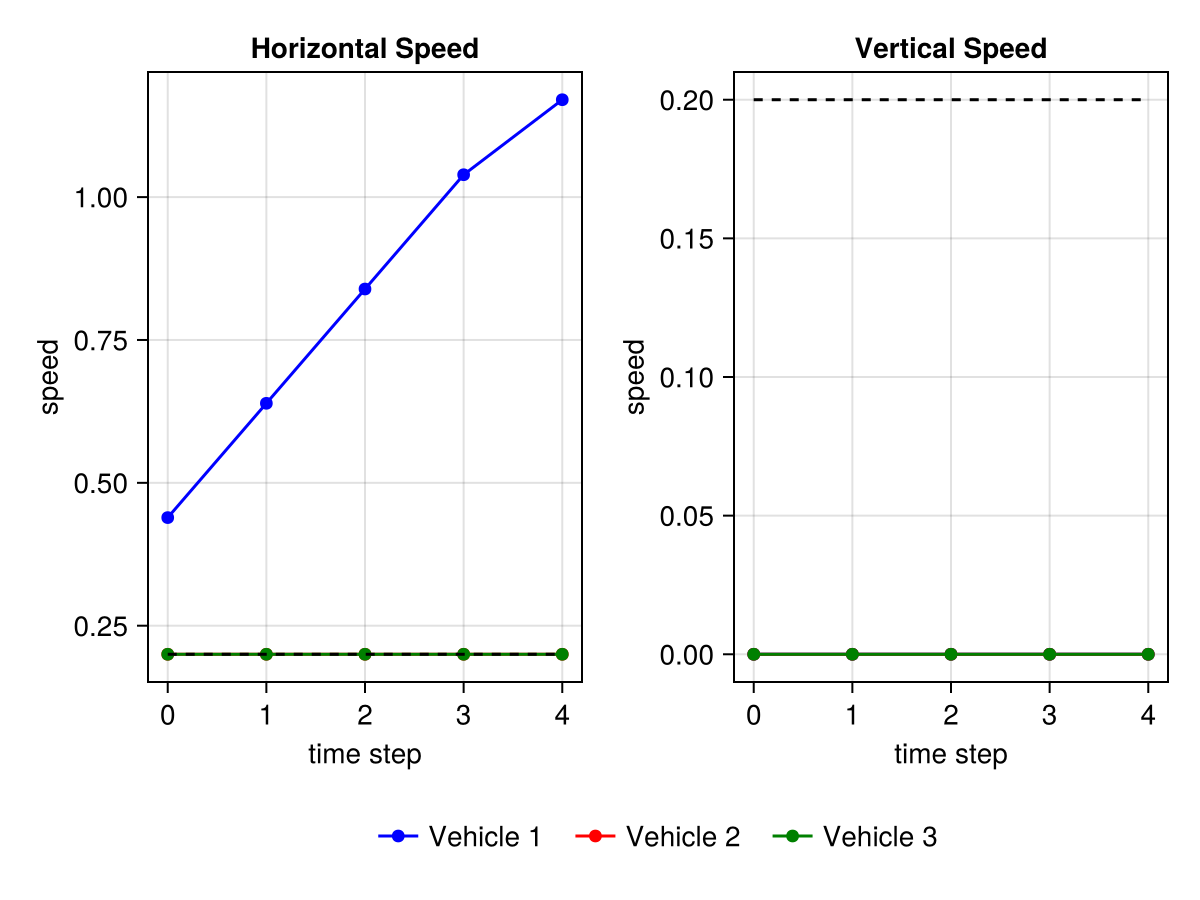 Horizontal Speed
1.00
0.75
0.50
0.25
speed
0 1 2 3 4
time step
Vertical Speed
0.20
0.15
0.10
0.05
0.00
speed
0 1 2 3 4
time step
Vehicle 1 Vehicle 2 Vehicle 3